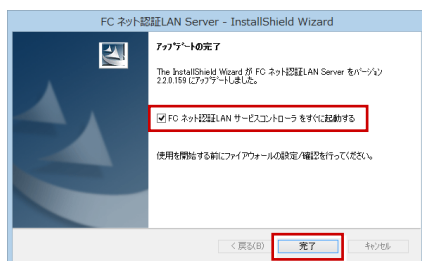 FC ネット認証LAN Server - InstallShield Wizard
アップデートの完了
The InstallShield Wizard が FC ネット認証LAN Server をバージョン
2.2.0.159 にアップデートしました。
FC ネット認証LAN サービスコントローラ をすぐに起動する
使用を開始する前にファイアウォールの設定/確認を行ってください。
< 戻る(B)
完了
キャンセル